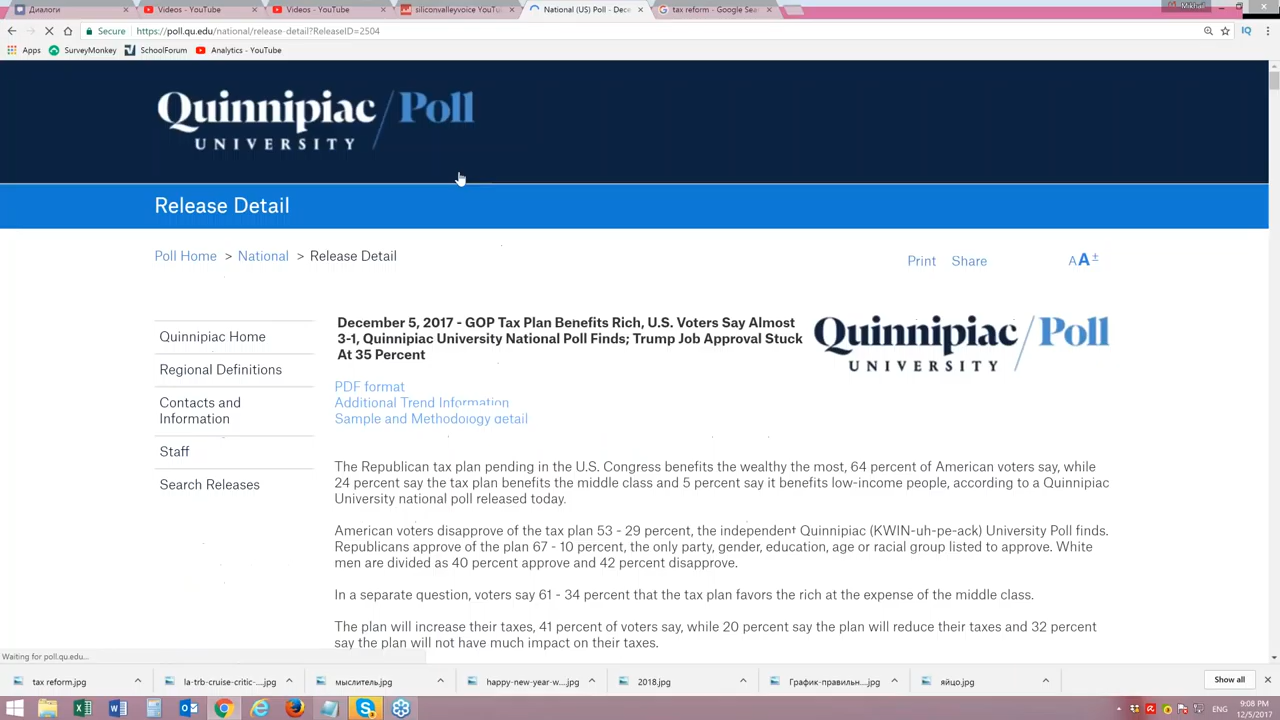 Диалоги
Videos - YouTube
Videos - YouTube
siliconvalleyvoice YouTu
National (US) Poll - Dece
tax reform - Google Sea
Secure https://poll.qu.edu/national/release-detail?ReleaseID=2504
Apps SurveyMonkey SchoolForum Analytics - YouTube
Quinnipiac / Poll
UNIVERSITY
Release Detail
Poll Home > National > Release Detail
Print Share AA±
Quinnipiac Home
Regional Definitions
Contacts and
Information
Staff
Search Releases
December 5, 2017 - GOP Tax Plan Benefits Rich, U.S. Voters Say Almost
3-1, Quinnipiac University National Poll Finds; Trump Job Approval Stuck
At 35 Percent
Quinnipiac / Poll
UNIVERSITY
PDF format
Additional Trend Information
Sample and Methodology detail
The Republican tax plan pending in the U.S. Congress benefits the wealthy the most, 64 percent of American voters say, while
24 percent say the tax plan benefits the middle class and 5 percent say it benefits low-income people, according to a Quinnipiac
University national poll released today.
American voters disapprove of the tax plan 53 - 29 percent, the independent Quinnipiac (KWIN-uh-pe-ack) University Poll finds.
Republicans approve of the plan 67 - 10 percent, the only party, gender, education, age or racial group listed to approve. White
men are divided as 40 percent approve and 42 percent disapprove.
In a separate question, voters say 61 - 34 percent that the tax plan favors the rich at the expense of the middle class.
The plan will increase their taxes, 41 percent of voters say, while 20 percent say the plan will reduce their taxes and 32 percent
say the plan will not have much impact on their taxes.
Waiting for poll.qu.edu...
tax reform.jpg
la-trb-cruise-critic-....jpg
мыслитель.jpg
happy-new-year-w....jpg
2018.jpg
График-правильн....jpg
яйцо.jpg
Show all
ENG
9:08 PM
12/5/2017